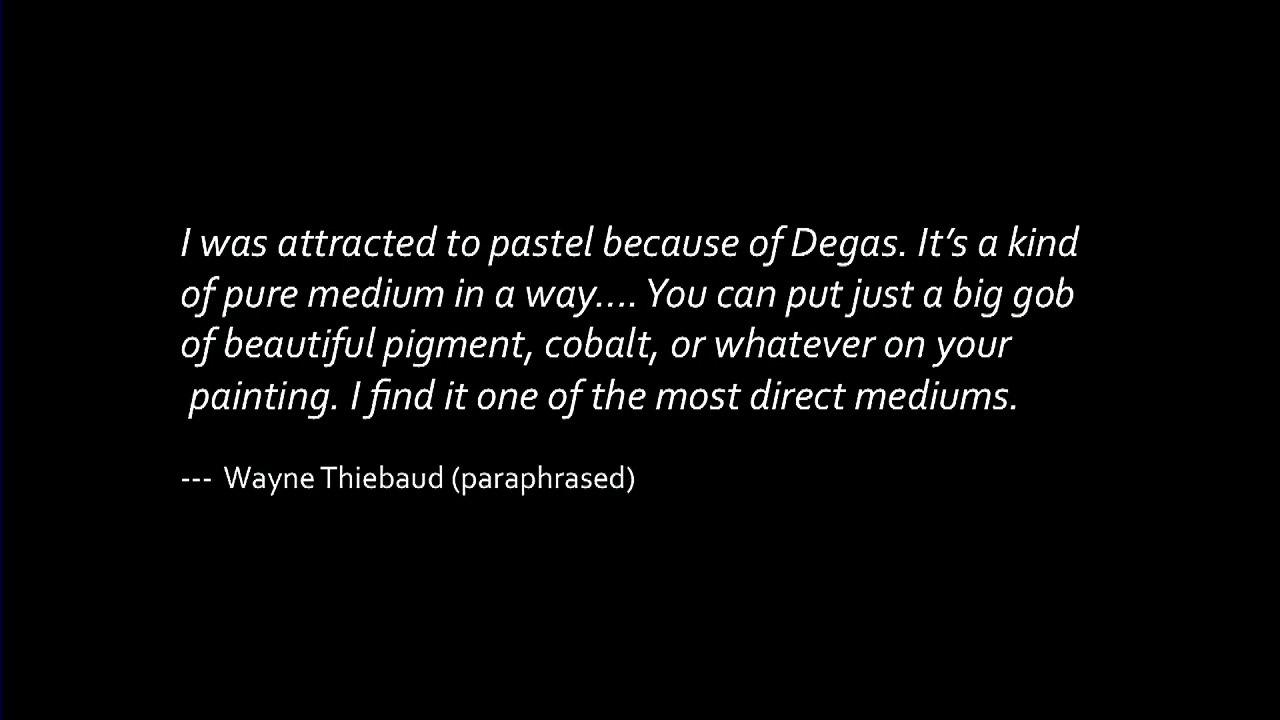 I was attracted to pastel because of Degas. It’s a kind
of pure medium in a way…. You can put just a big gob
of beautiful pigment, cobalt, or whatever on your
painting. I find it one of the most direct mediums.
--- Wayne Thiebaud (paraphrased)